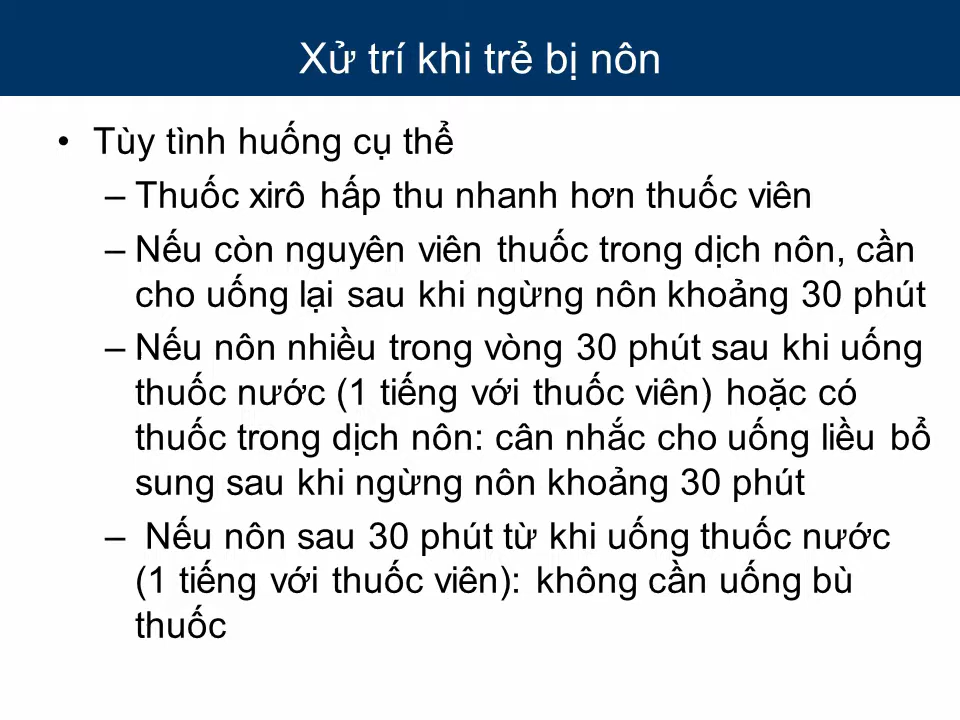 Xử trí khi trẻ bị nôn
• Tùy tình huống cụ thể
– Thuốc xirô hấp thu nhanh hơn thuốc viên
– Nếu còn nguyên viên thuốc trong dịch nôn, cần
cho uống lại sau khi ngừng nôn khoảng 30 phút
– Nếu nôn nhiều trong vòng 30 phút sau khi uống
thuốc nước (1 tiếng với thuốc viên) hoặc có
thuốc trong dịch nôn: cân nhắc cho uống liều bổ
sung sau khi ngừng nôn khoảng 30 phút
– Nếu nôn sau 30 phút từ khi uống thuốc nước
(1 tiếng với thuốc viên): không cần uống bù
thuốc